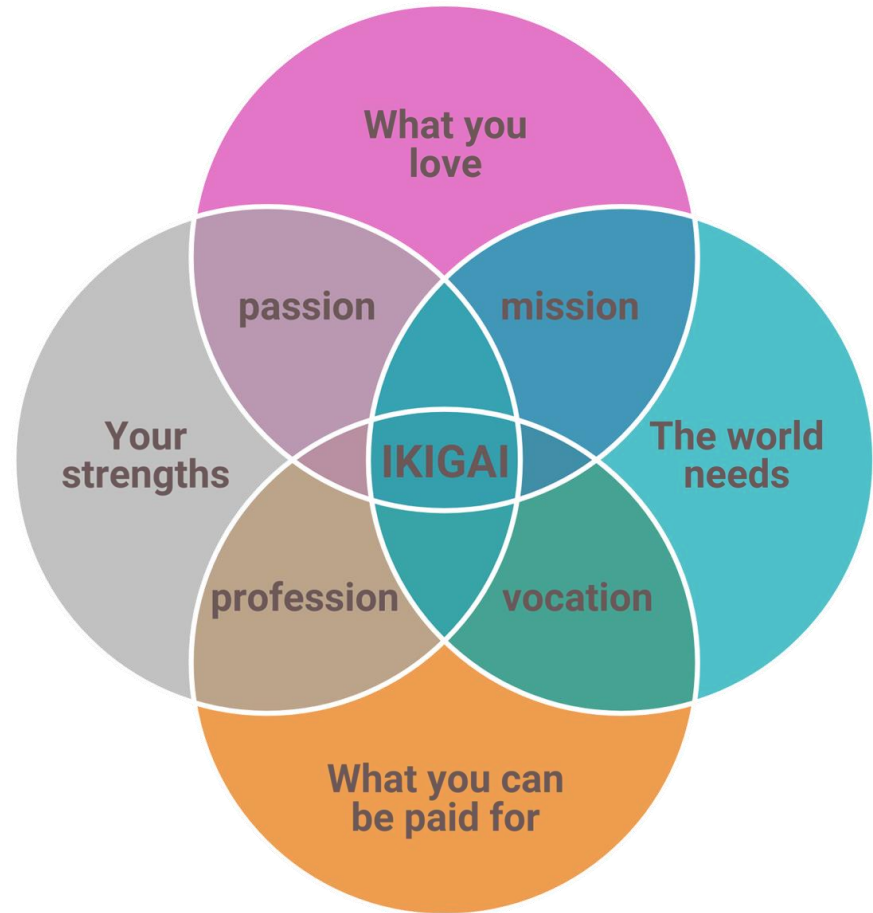 What you
love
passion
mission
Your
strengths
IKIGAI
The world
needs
profession
vocation
What you can
be paid for